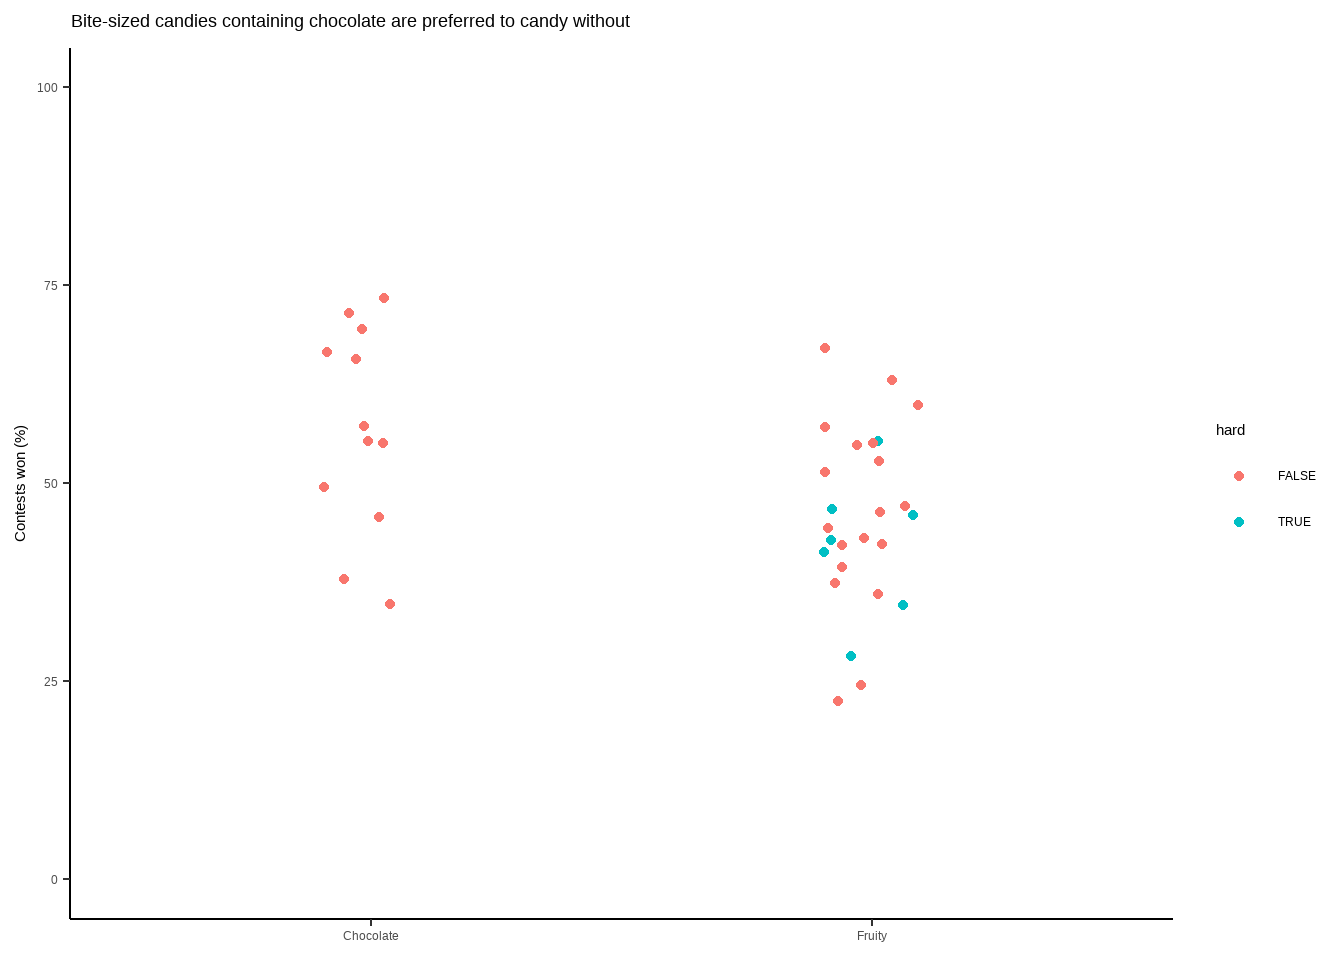 Bite-sized candies containing chocolate are preferred to candy without
100
75
50
25
0
Contests won (%)
Chocolate
Fruity
hard
FALSE
TRUE